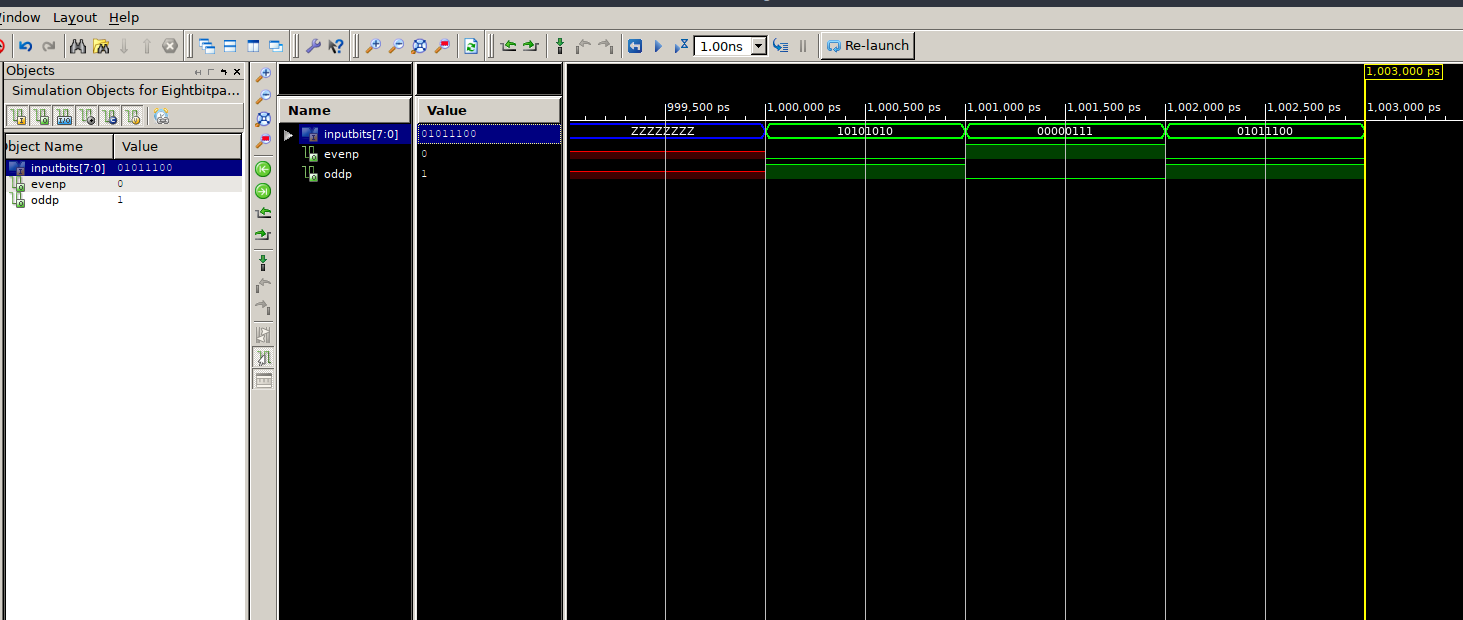 indow Layout Help
1.00ns Re-launch
Objects
Simulation Objects for Eightbitpa...
bject Name Value
inputbits[7:0] 01011100
evenp 0
oddp 1
Name Value
inputbits[7:0] 01011100
evenp 0
oddp 1
1,003,000 ps
999,500 ps 1,000,000 ps 1,000,500 ps 1,001,000 ps 1,001,500 ps 1,002,000 ps 1,002,500 ps 1,003,000 ps
ZZZZZZZZ 10101010 00000111 01011100